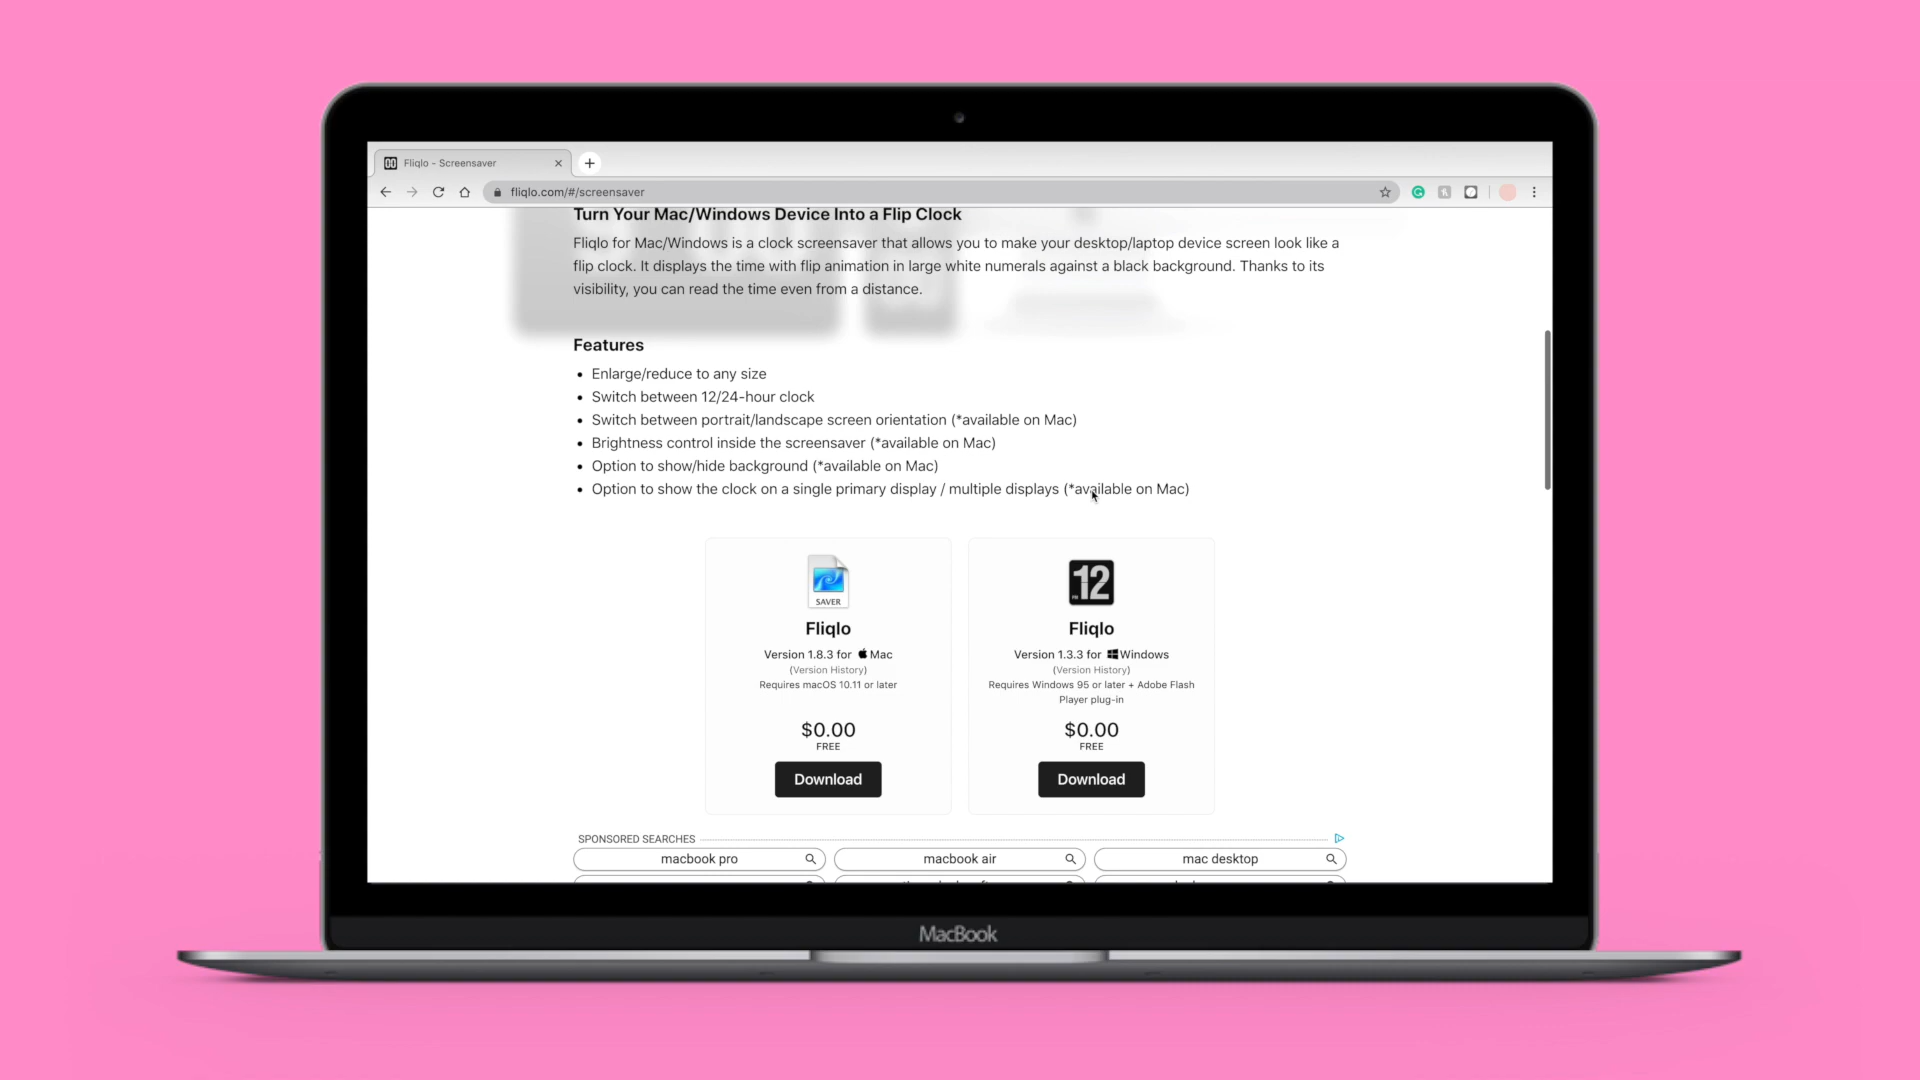 Fliqlo - Screensaver
fliqlo.com/#/screensaver
Turn Your Mac/Windows Device Into a Flip Clock
Fliqlo for Mac/Windows is a clock screensaver that allows you to make your desktop/laptop device screen look like a
flip clock. It displays the time with flip animation in large white numerals against a black background. Thanks to its
visibility, you can read the time even from a distance.
Features
• Enlarge/reduce to any size
• Switch between 12/24-hour clock
• Switch between portrait/landscape screen orientation (*available on Mac)
• Brightness control inside the screensaver (*available on Mac)
• Option to show/hide background (*available on Mac)
• Option to show the clock on a single primary display / multiple displays (*available on Mac)
SAVER
Fliqlo
Version 1.8.3 for Mac
(Version History)
Requires macOS 10.11 or later
$0.00
FREE
Download
PM 12
Fliqlo
Version 1.3.3 for Windows
(Version History)
Requires Windows 95 or later + Adobe Flash
Player plug-in
$0.00
FREE
Download
SPONSORED SEARCHES
macbook pro
macbook air
mac desktop
MacBook